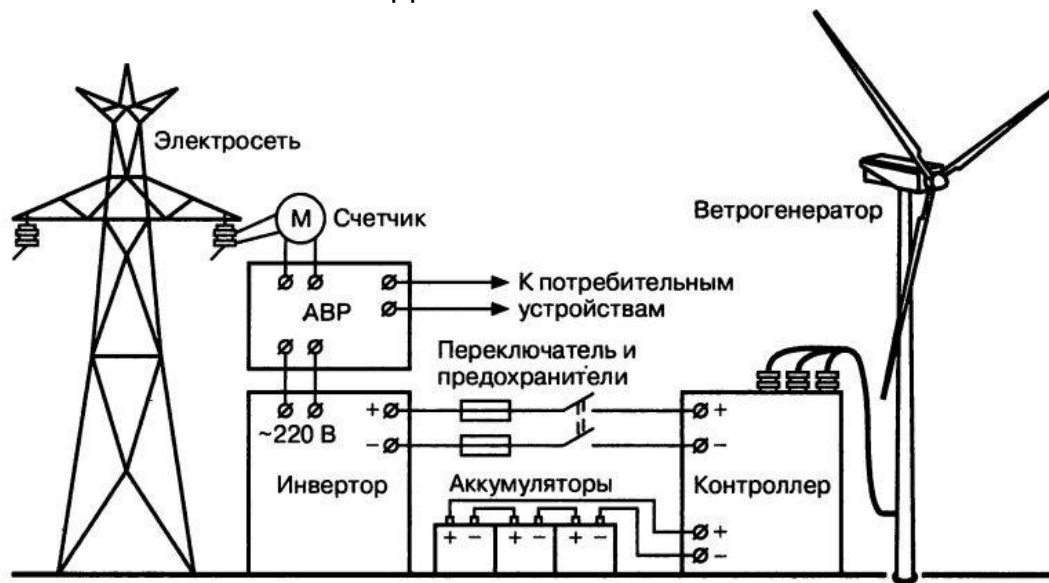 Электросеть
М Счетчик
Ветрогенератор
К потребительным
АВР устройствам
Переключатель и
предохранители
~220 В + +
− −
Инвертор Аккумуляторы Контроллер
+
+ − + − + − −